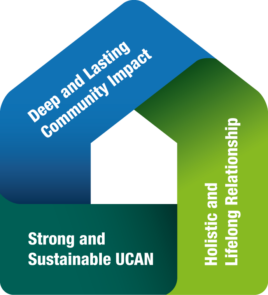 Deep and Lasting
Community Impact
Holistic and
Lifelong Relationship
Strong and
Sustainable UCAN